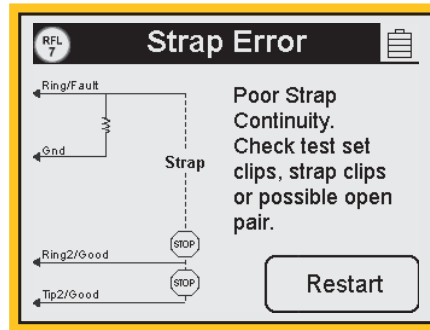 RFL
7
Strap Error
Ring/Fault
Gnd
Strap
STOP
Ring2/Good
STOP
Tip2/Good
Poor Strap
Continuity.
Check test set
clips, strap clips
or possible open
pair.
Restart